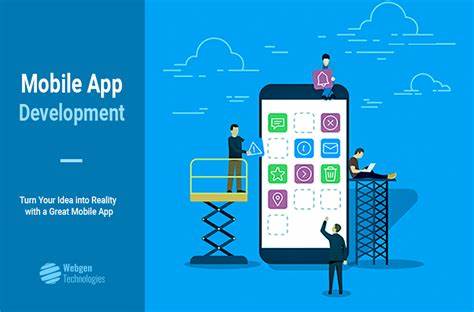 Mobile App
Development
Turn Your Idea into Reality
with a Great Mobile App
Webgen
Technologies